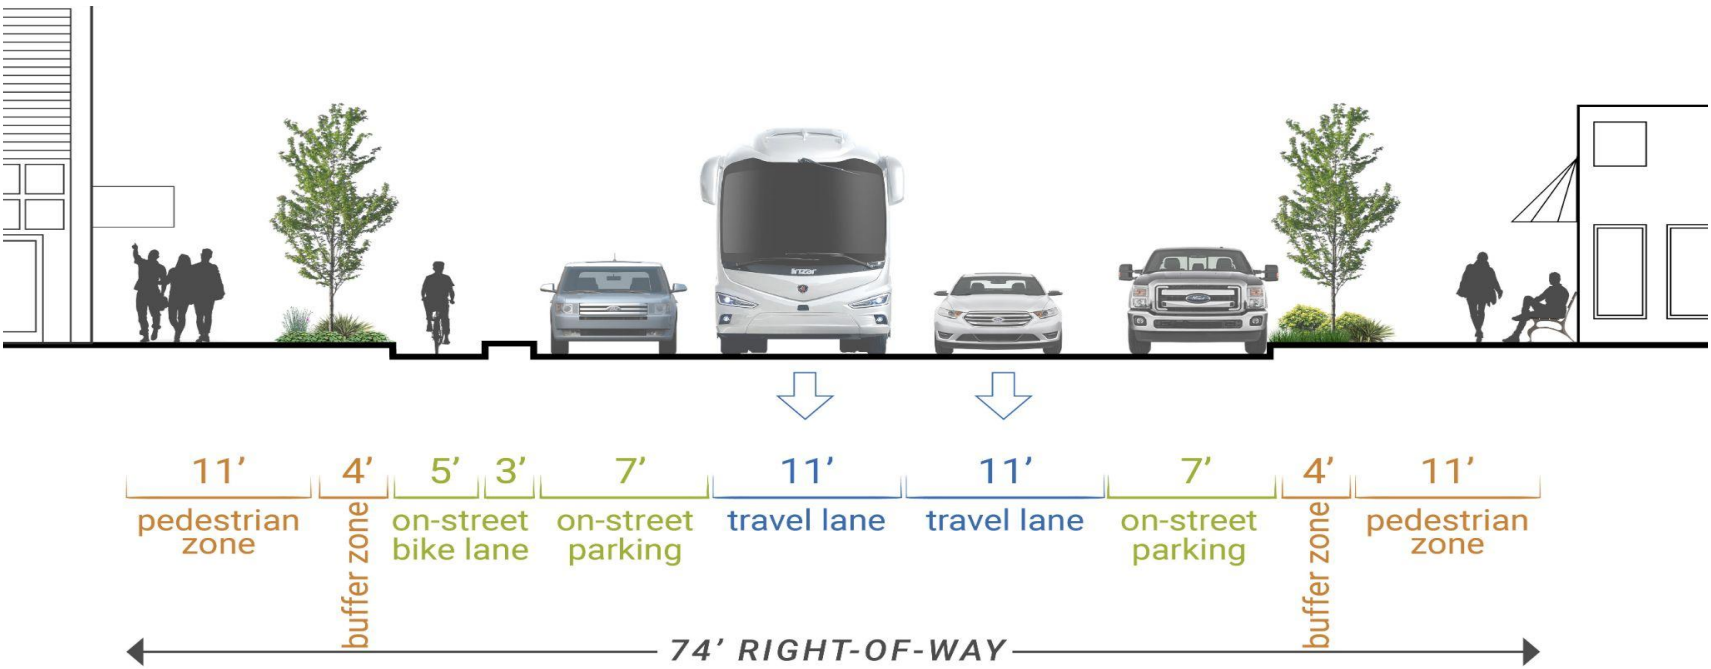 linzar
11’ 4’ 5’ 3’ 7’ 11’ 11’ 7’ 4’ 11’
pedestrian zone
buffer zone
on-street bike lane
on-street parking
travel lane
travel lane
on-street parking
buffer zone
pedestrian zone
74’ RIGHT-OF-WAY